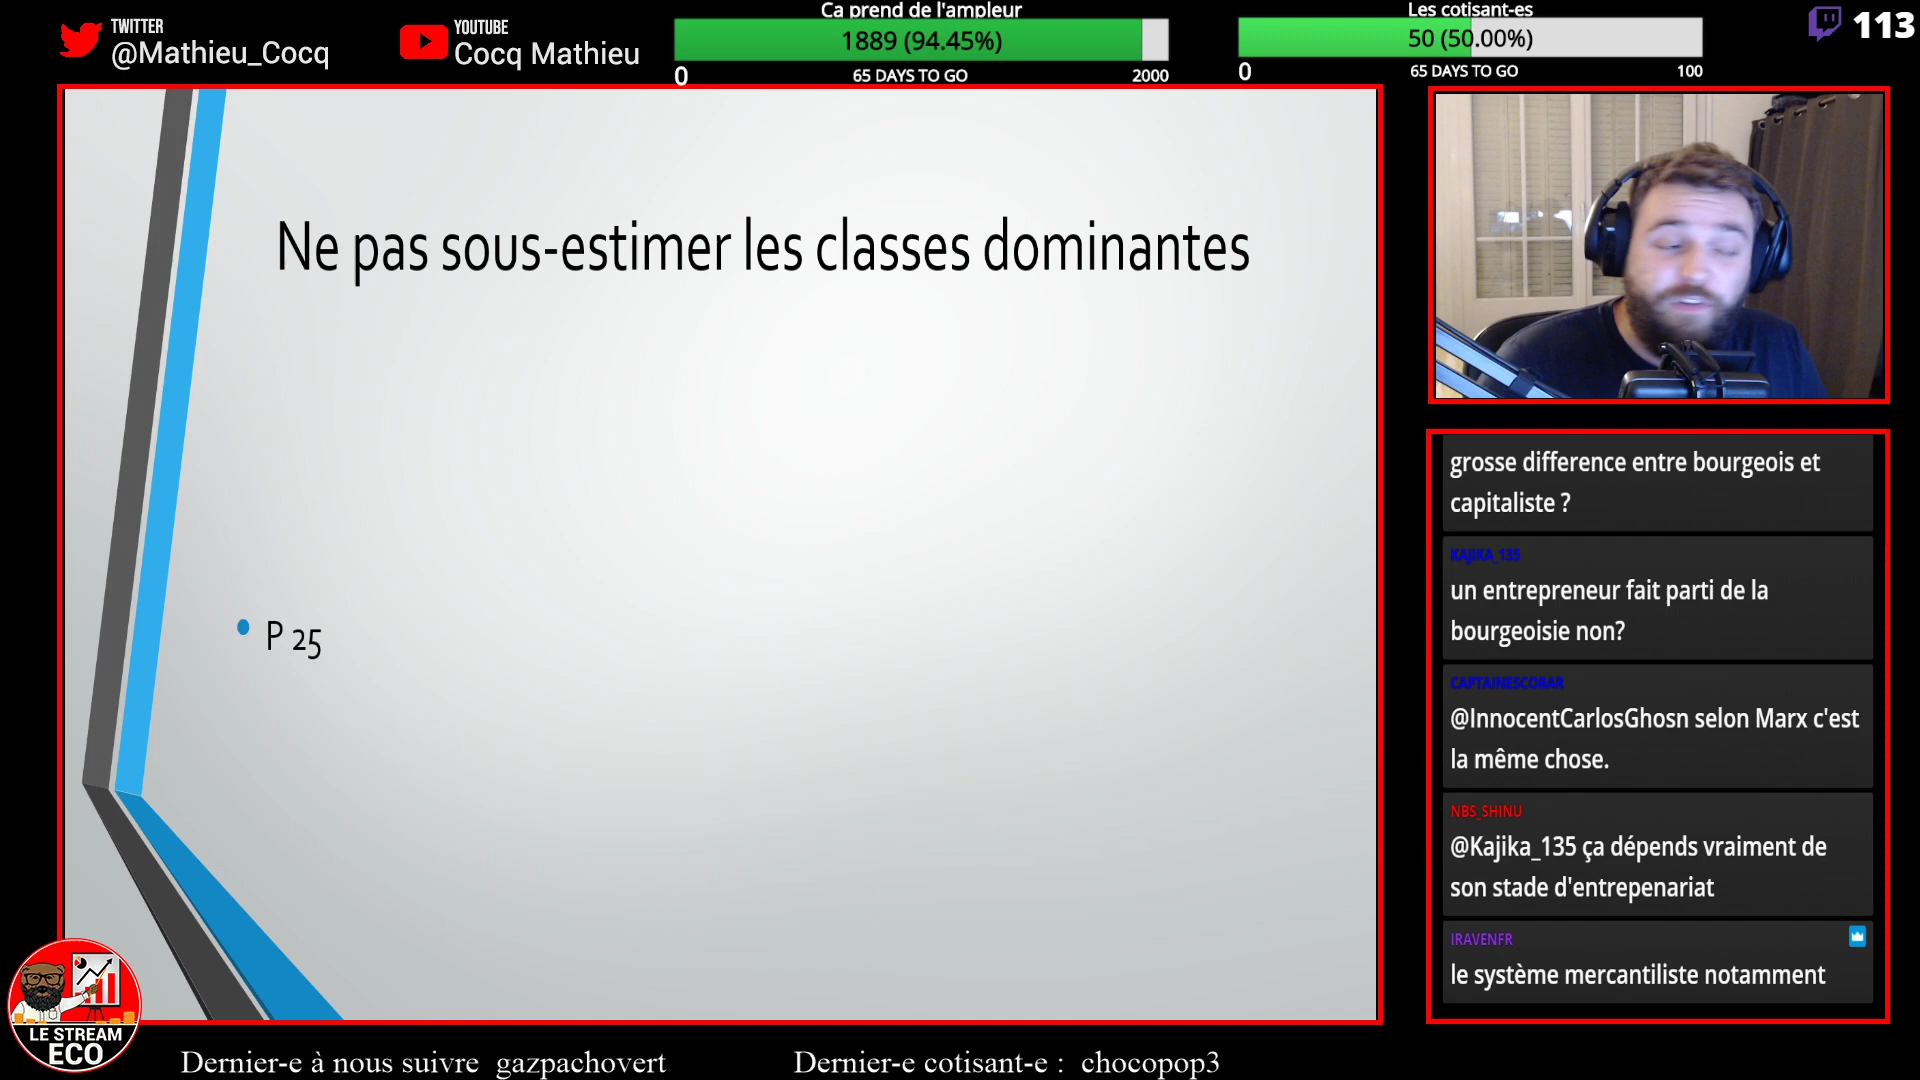 TWITTER
@Mathieu_Cocq
YOUTUBE
Cocq Mathieu
Ca prend de l'ampleur
1889 (94.45%)
0
65 DAYS TO GO
2000
Les cotisant-es
50 (50.00%)
0
65 DAYS TO GO
100
113
Ne pas sous-estimer les classes dominantes
• P 25
grosse difference entre bourgeois et
capitaliste ?
KAJIKA_135
un entrepreneur fait parti de la
bourgeoisie non?
CAPTAINESCOBAR
@InnocentCarlosGhosn selon Marx c'est
la même chose.
NBS_SHINU
@Kajika_135 ça dépends vraiment de
son stade d'entrepenariat
IRAVENFR
le système mercantiliste notamment
LE STREAM
ECO
Dernier-e à nous suivre gazpachovert
Dernier-e cotisant-e : chocopop3